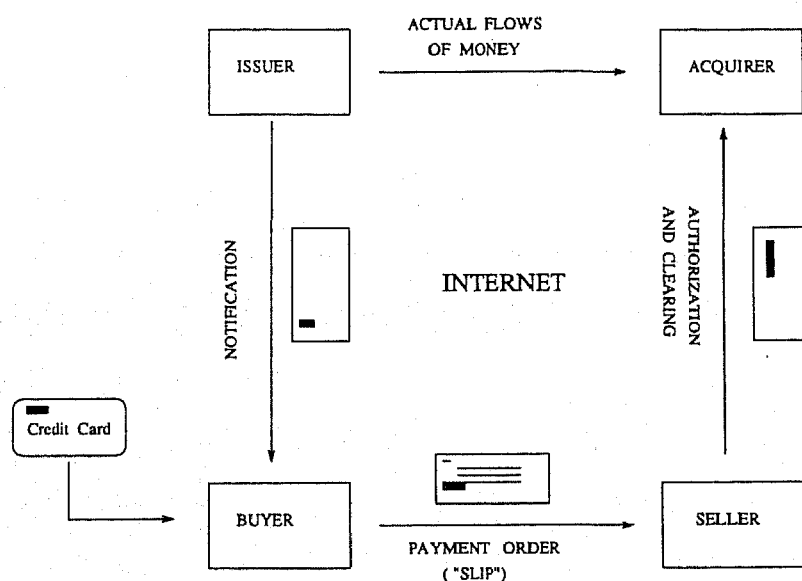 ACTUAL FLOWS
OF MONEY
ISSUER
ACQUIRER
NOTIFICATION
INTERNET
AUTHORIZATION
AND CLEARING
Credit Card
BUYER
SELLER
PAYMENT ORDER
("SLIP")